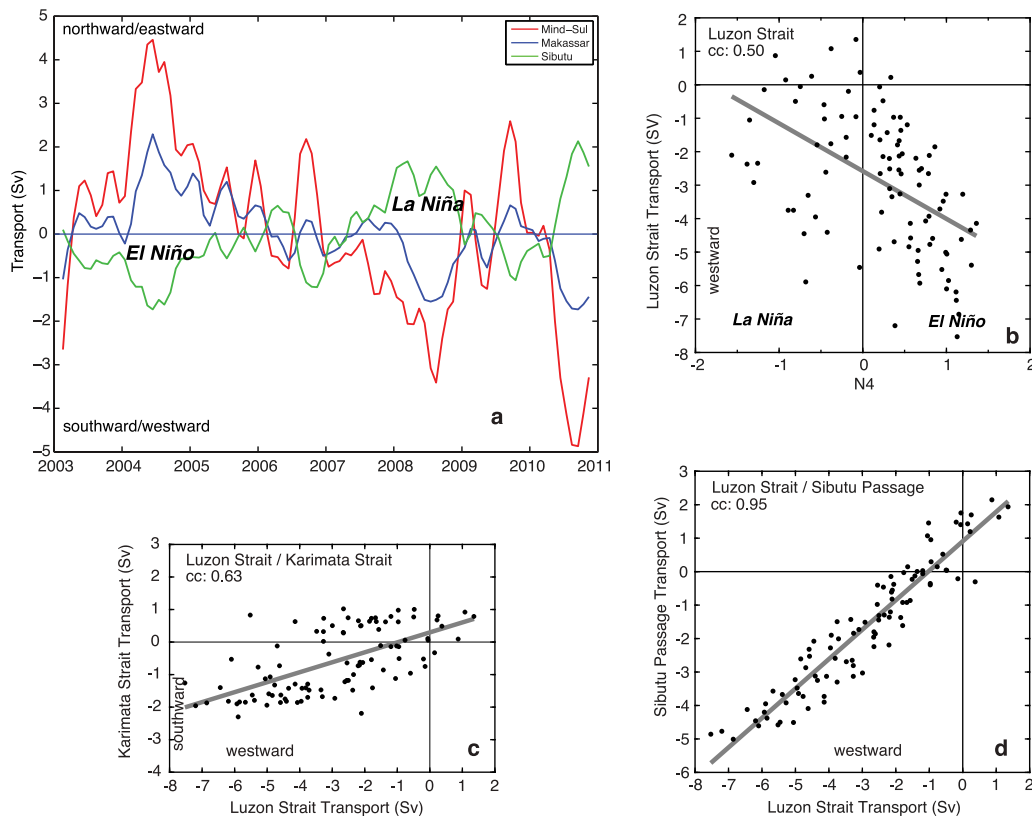 northward/eastward
Mind–Sul
Makassar
Sibutu
El Niño
La Niña
southward/westward
a
Transport (Sv)
5
4
3
2
1
0
−1
−2
−3
−4
−5
2003 2004 2005 2006 2007 2008 2009 2010 2011
Luzon Strait
cc: 0.50
westward
La Niña
El Niño
b
Luzon Strait Transport (SV)
2
1
0
-1
-2
-3
-4
-5
-6
-7
-8
-2 -1 0 1 2
N4
Luzon Strait / Karimata Strait
cc: 0.63
southward
westward
c
Karimata Strait Transport (Sv)
3
2
1
0
-1
-2
-3
-4
-8 -7 -6 -5 -4 -3 -2 -1 0 1 2
Luzon Strait Transport (Sv)
Luzon Strait / Sibutu Passage
cc: 0.95
westward
d
Sibutu Passage Transport (Sv)
3
2
1
0
-1
-2
-3
-4
-5
-6
-8 -7 -6 -5 -4 -3 -2 -1 0 1 2
Luzon Strait Transport (Sv)